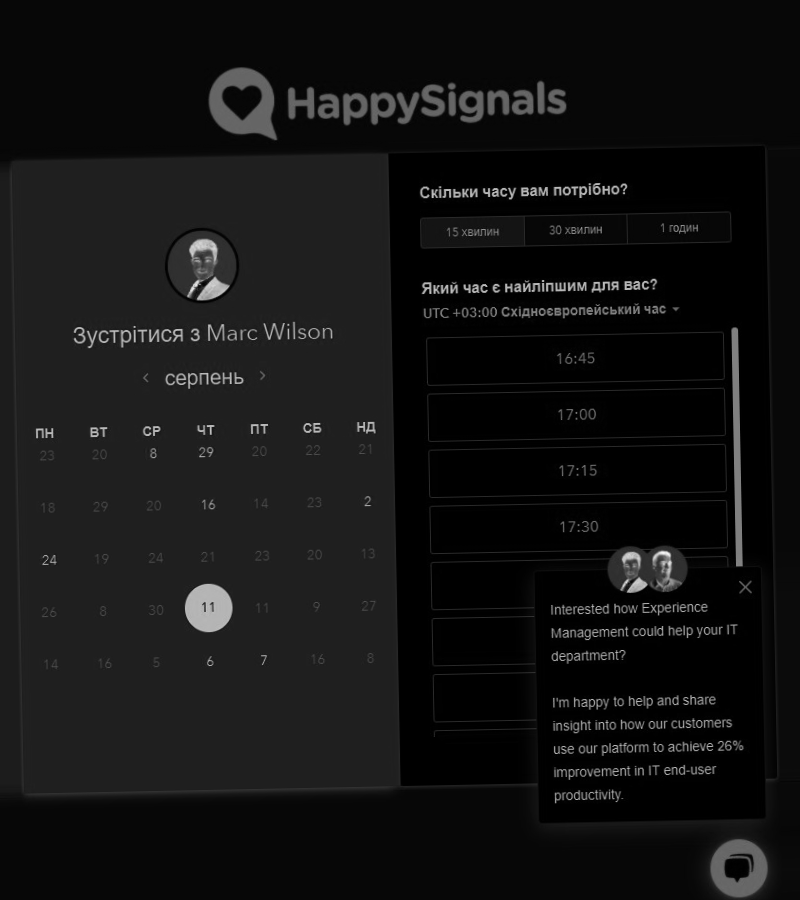 HappySignals
Зустрітися з Marc Wilson
серпень
ПН ВТ СР ЧТ ПТ СБ НД
23 20 8 29 20 22 21
18 29 20 16 14 23 2
24 19 24 21 23 20 13
26 8 30 11 11 9 27
14 16 5 6 7 16 8
Скільки часу вам потрібно?
15 хвилин 30 хвилин 1 годин
Який час є найліпшим для вас?
UTC +03:00 Східноєвропейський час
16:45
17:00
17:15
17:30
Interested how Experience
Management could help your IT
department?
I'm happy to help and share
insight into how our customers
use our platform to achieve 26%
improvement in IT end-user
productivity.